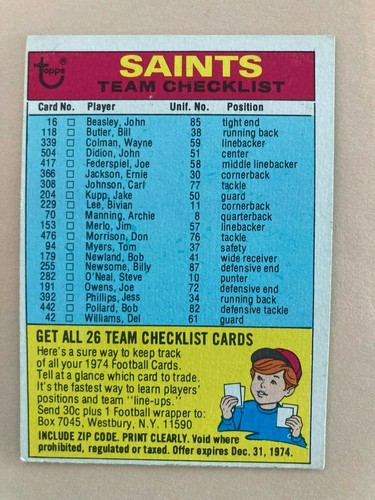 topps
SAINTS
TEAM CHECKLIST
Card No. Player Unif. No. Position
16 □ Beasley, John 85 tight end
118 □ Butler, Bill 38 running back
339 □ Colman, Wayne 59 linebacker
504 □ Didion, John 51 center
417 □ Federspiel, Joe 58 middle linebacker
366 □ Jackson, Ernie 30 cornerback
308 □ Johnson, Carl 77 tackle
204 □ Kupp, Jake 50 guard
229 □ Lee, Bivian 11 cornerback
70 □ Manning, Archie 8 quarterback
153 □ Merlo, Jim 57 linebacker
476 □ Morrison, Don 76 tackle
94 □ Myers, Tom 37 safety
179 □ Newland, Bob 41 wide receiver
255 □ Newsome, Billy 87 defensive end
282 □ O'Neal, Steve 10 punter
191 □ Owens, Joe 72 defensive end
392 □ Phillips, Jess 34 running back
442 □ Pollard, Bob 82 defensive tackle
42 □ Williams, Del 61 guard
GET ALL 26 TEAM CHECKLIST CARDS
Here's a sure way to keep track
of all your 1974 Football Cards.
Tell at a glance which card to trade.
It's the fastest way to learn players'
positions and team "line-ups."
Send 30c plus 1 Football wrapper to:
Box 7045, Westbury, N.Y. 11590
INCLUDE ZIP CODE. PRINT CLEARLY. Void where
prohibited, regulated or taxed. Offer expires Dec. 31, 1974.